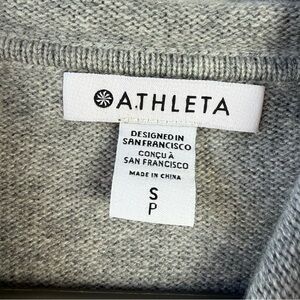 ATHLETA
DESIGNED IN
SAN FRANCISCO
CONÇU À
SAN FRANCISCO
MADE IN CHINA
S
P